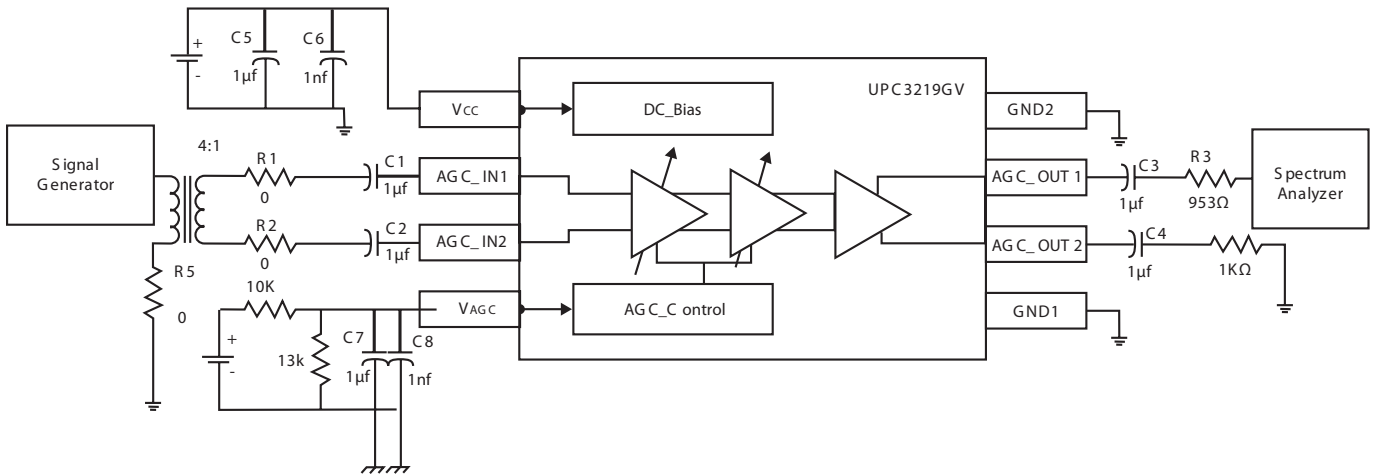 +
-
C5
1µf
C6
1nf
Signal
Generator
4:1
R1
0
C1
1µf
R2
0
C2
1µf
R5
0
10K
+
-
13k
C7
1µf
C8
1nf
VCC
AGC_IN1
AGC_IN2
VAGC
UPC3219GV
DC_Bias
AGC_C ontrol
GND2
AGC_OUT 1
AGC_OUT 2
GND1
C3
1µf
R3
953Ω
C4
1µf
1KΩ
Spectrum
Analyzer